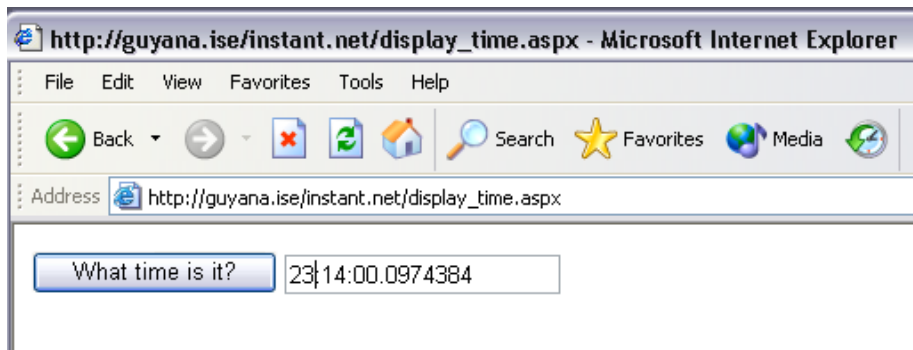 http://guyana.ise/instant.net/display_time.aspx - Microsoft Internet Explorer
File Edit View Favorites Tools Help
Back Search Favorites Media
Address http://guyana.ise/instant.net/display_time.aspx
What time is it? 23:14:00.0974384